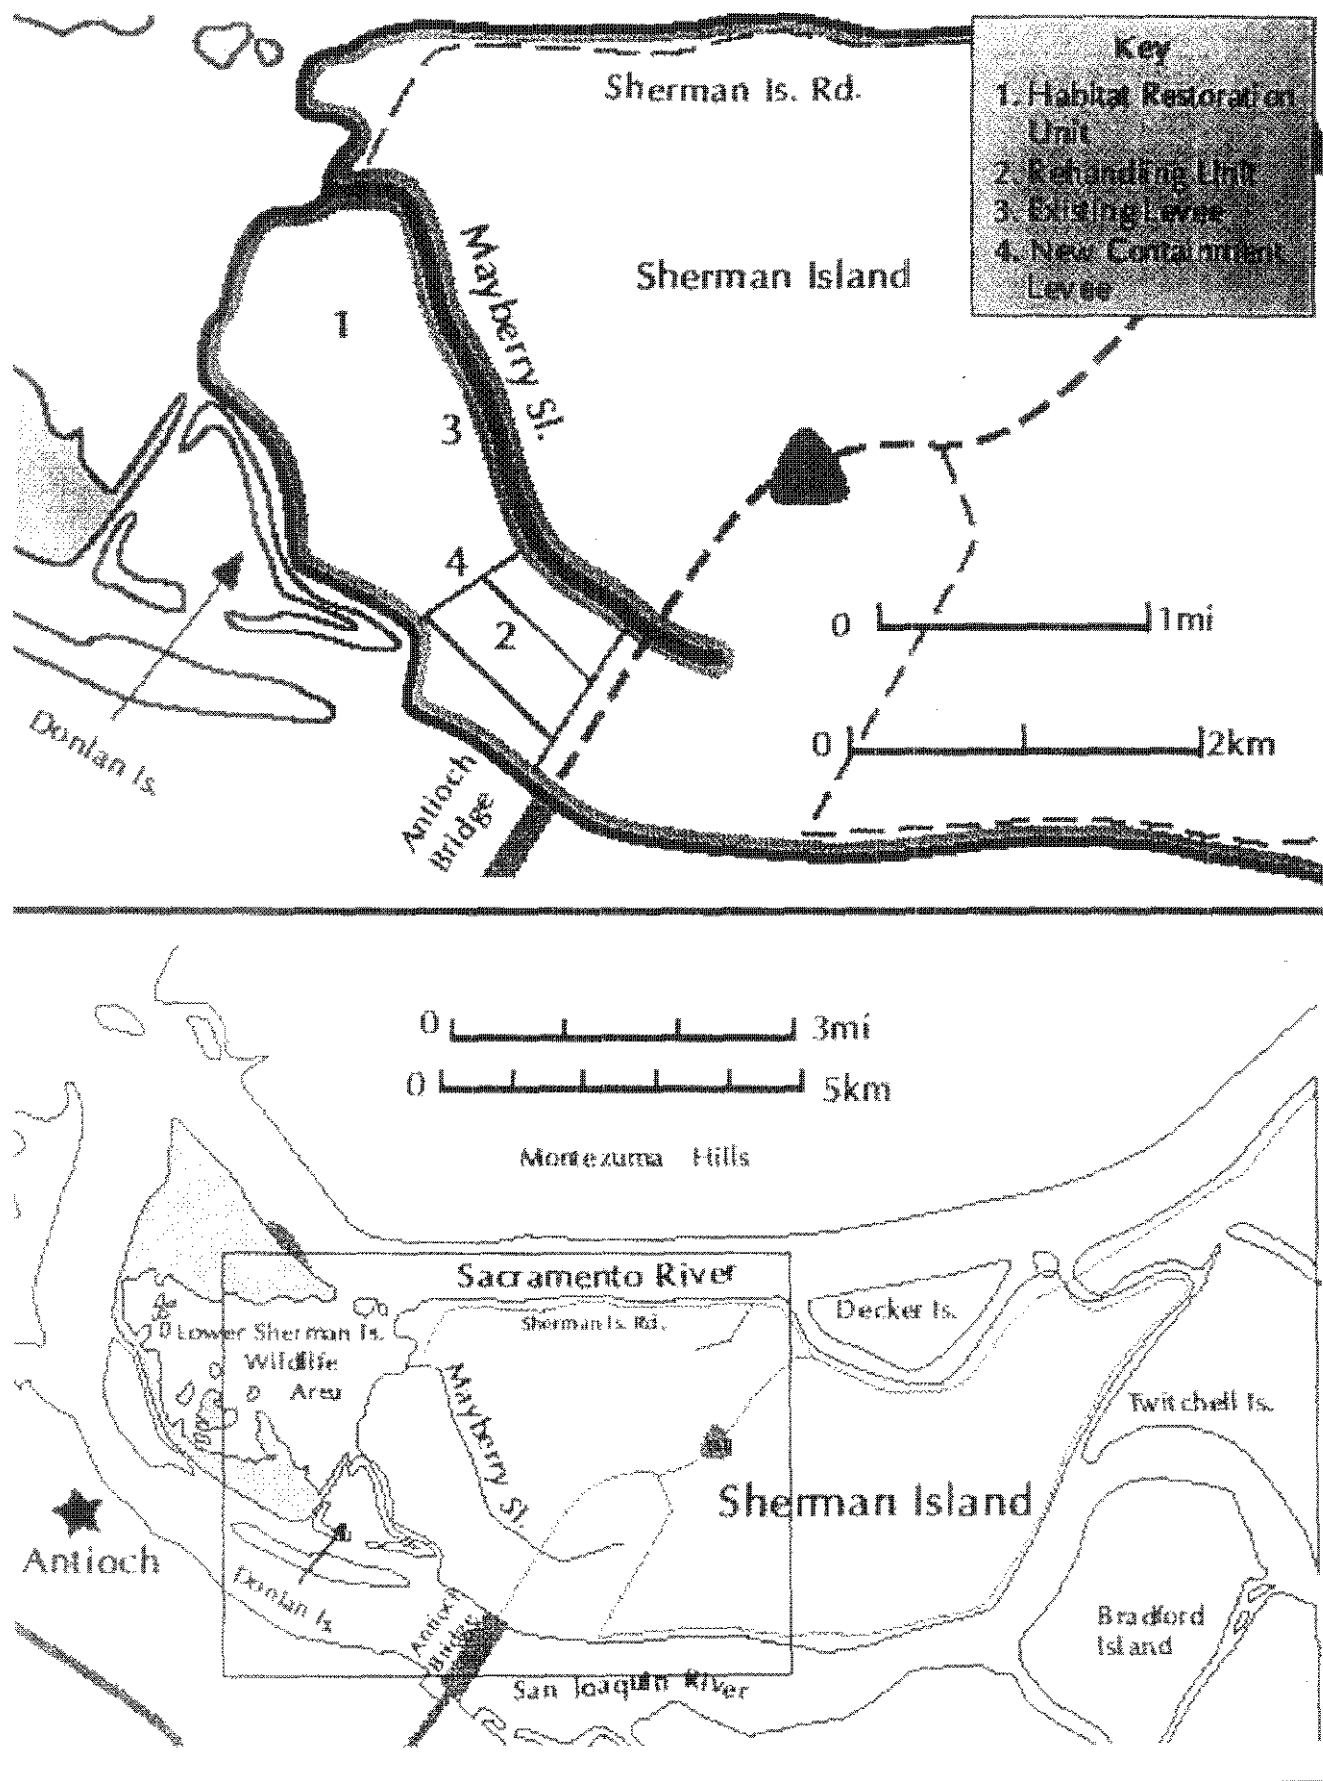 Key
1. Habitat Restoration
Unit
2. Rehandling Unit
3. Existing Levee
4. New Containment
Levee
Sherman Is. Rd.
Mayberry Sl.
Sherman Island
1
3
4
2
0 1mi
0 2km
Donlan Is.
Antioch
Bridge
0 3mi
0 5km
Montezuma Hills
Sacramento River
Sherman Is. Rd.
Decker Is.
Lower Sherman Is.
Wildlife
Area
Mayberry Sl.
Twitchell Is.
Sherman Island
Antioch
Donlan Is.
Antioch
Bridge
Bradford
Island
San Joaquin River